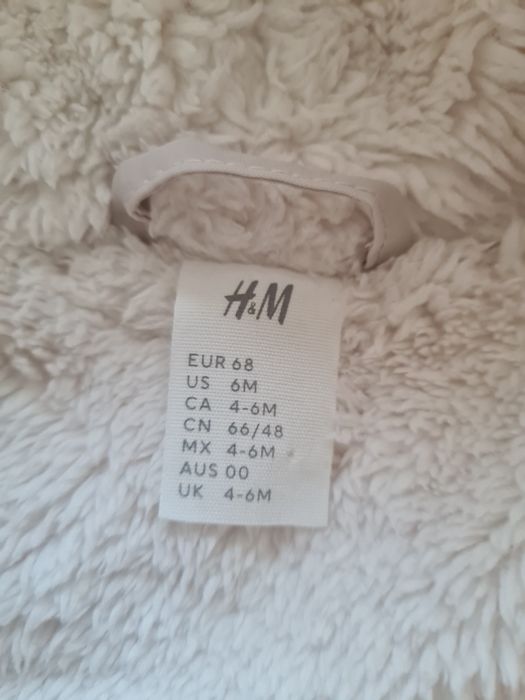 H&M
EUR 68
US 6M
CA 4-6M
CN 66/48
MX 4-6M
AUS 00
UK 4-6M